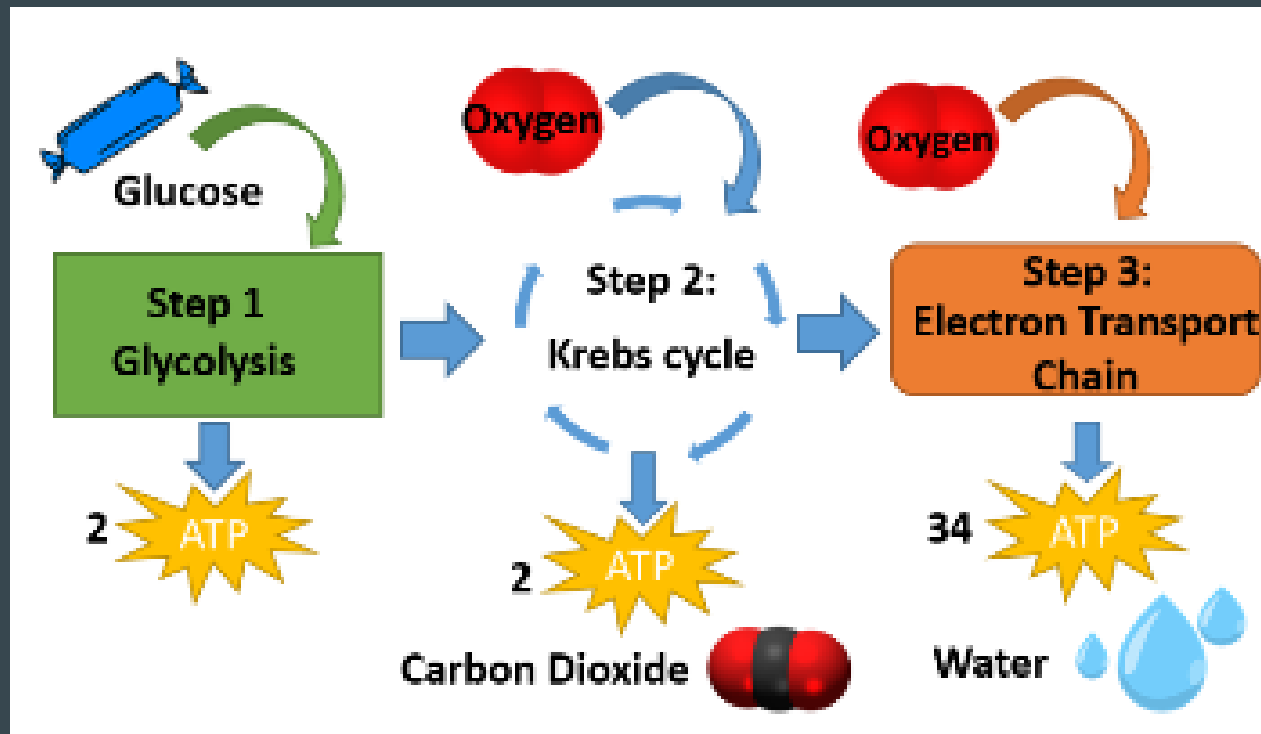 Glucose
Oxygen
Oxygen
Step 1
Glycolysis
Step 2:
Krebs cycle
Step 3:
Electron Transport
Chain
2 ATP
2 ATP
34 ATP
Carbon Dioxide
Water